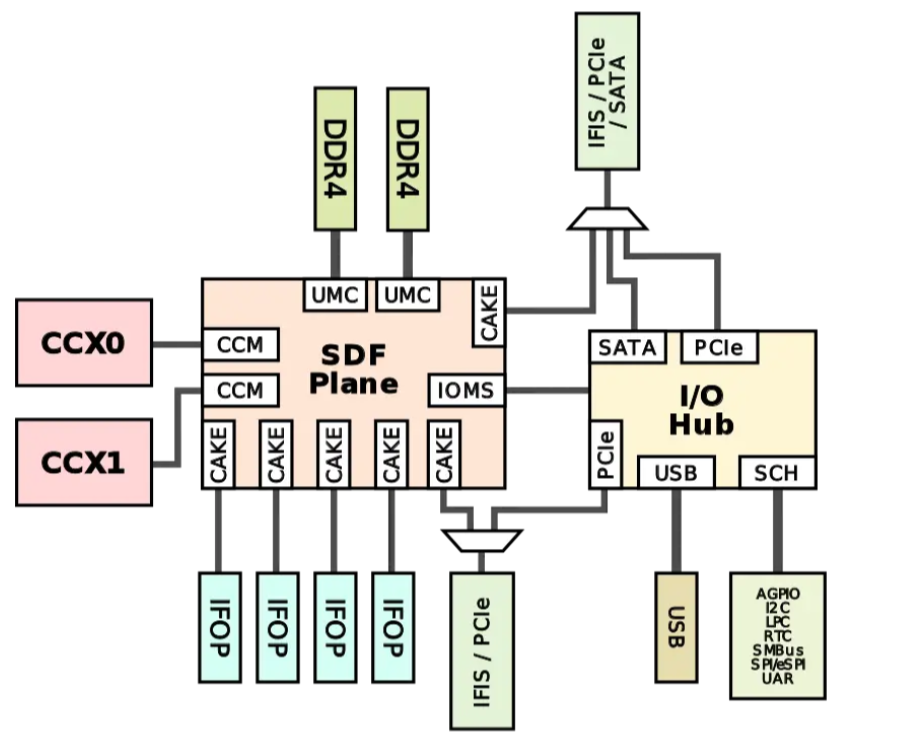 IFIS / PCIe
/ SATA
DDR4
DDR4
UMC
UMC
CAKE
CCX0
CCM
SDF
Plane
SATA
PCIe
CCM
IOMS
I/O
Hub
CCX1
CAKE
CAKE
CAKE
CAKE
CAKE
PCIe
USB
SCH
IFOP
IFOP
IFOP
IFOP
IFIS / PCIe
USB
AGPIO
I2C
LPC
RTC
SMBus
SPI/eSPI
UAR